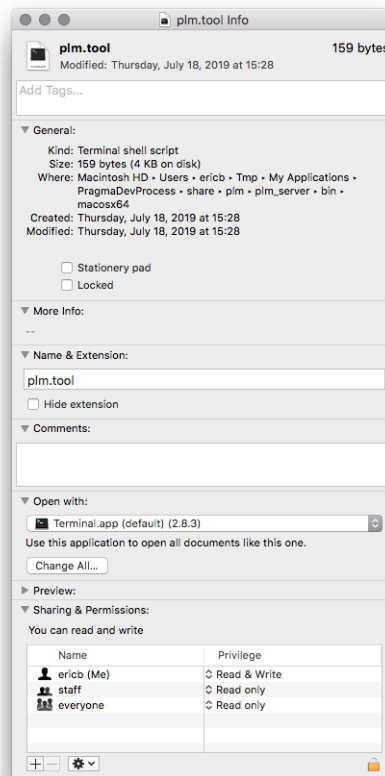 plm.tool Info
plm.tool 159 bytes
Modified: Thursday, July 18, 2019 at 15:28
Add Tags...
General:
Kind: Terminal shell script
Size: 159 bytes (4 KB on disk)
Where: Macintosh HD ▸ Users ▸ ericb ▸ Tmp ▸ My Applications ▸
PragmaDevProcess ▸ share ▸ plm ▸ plm_server ▸ bin ▸
macosx64
Created: Thursday, July 18, 2019 at 15:28
Modified: Thursday, July 18, 2019 at 15:28
Stationery pad
Locked
More Info:
--
Name & Extension:
plm.tool
Hide extension
Comments:
Open with:
Terminal.app (default) (2.8.3)
Use this application to open all documents like this one.
Change All...
Preview:
Sharing & Permissions:
You can read and write
Name Privilege
ericb (Me) Read & Write
staff Read only
everyone Read only